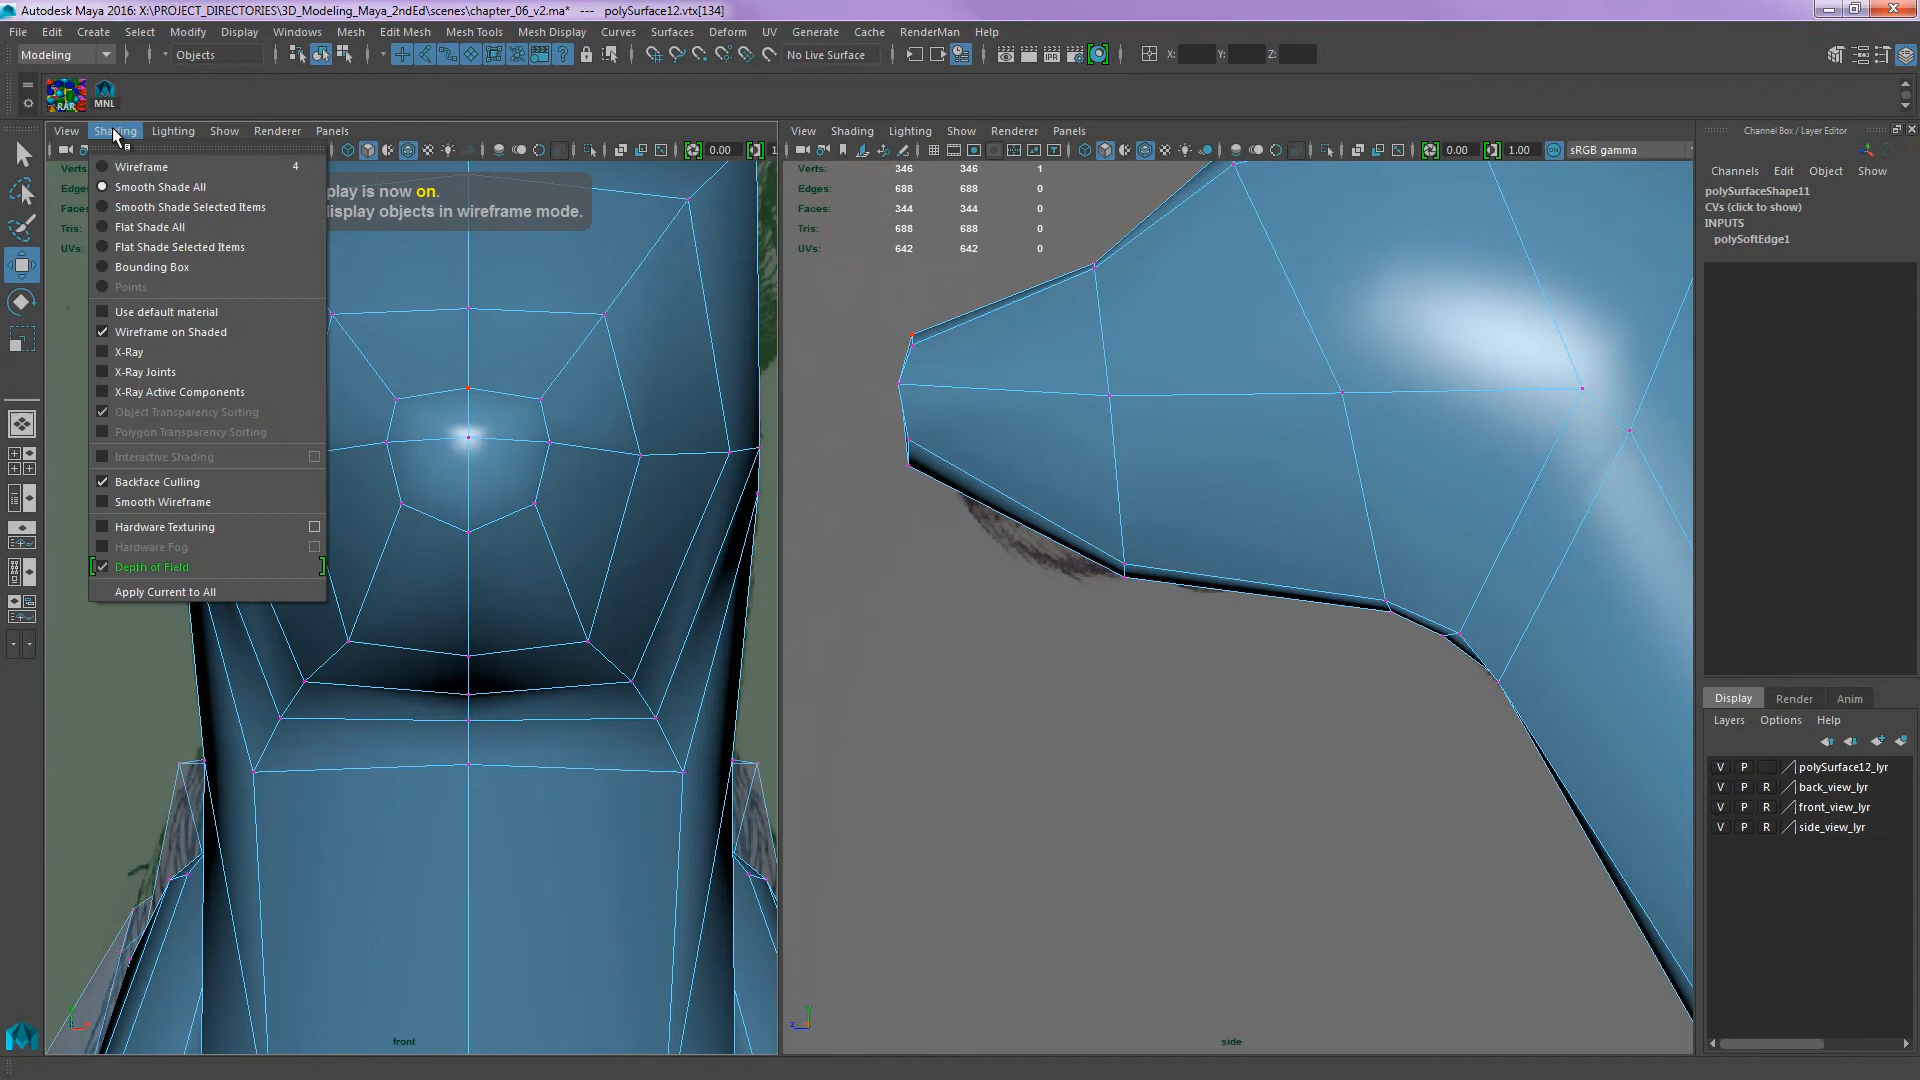 Autodesk Maya 2016: X:\PROJECT_DIRECTORIES\3D_Modeling_Maya_2ndEd\scenes\chapter_06_v2.ma* --- polySurface12.vtx[134]
File Edit Create Select Modify Display Windows Mesh Edit Mesh Mesh Tools Mesh Display Curves Surfaces Deform UV Generate Cache RenderMan Help
Modeling Objects No Live Surface IPR X: Y: Z:
RAR MNL
View Shading Lighting Show Renderer Panels
View Shading Lighting Show Renderer Panels
Channel Box / Layer Editor
0.00 1
0.00 1.00 sRGB gamma
Wireframe 4
Smooth Shade All
Smooth Shade Selected Items
Flat Shade All
Flat Shade Selected Items
Bounding Box
Points
Use default material
Wireframe on Shaded
X-Ray
X-Ray Joints
X-Ray Active Components
Object Transparency Sorting
Polygon Transparency Sorting
Interactive Shading
Backface Culling
Smooth Wireframe
Hardware Texturing
Hardware Fog
Depth of Field
Apply Current to All
Verts:
Edges:
Faces:
Tris:
UVs:
play is now on.
display objects in wireframe mode.
Verts: 346 346 1
Edges: 688 688 0
Faces: 344 344 0
Tris: 688 688 0
UVs: 642 642 0
front
side
Channels Edit Object Show
polySurfaceShape11
CVs (click to show)
INPUTS
polySoftEdge1
Display Render Anim
Layers Options Help
V P polySurface12_lyr
V P R back_view_lyr
V P R front_view_lyr
V P R side_view_lyr